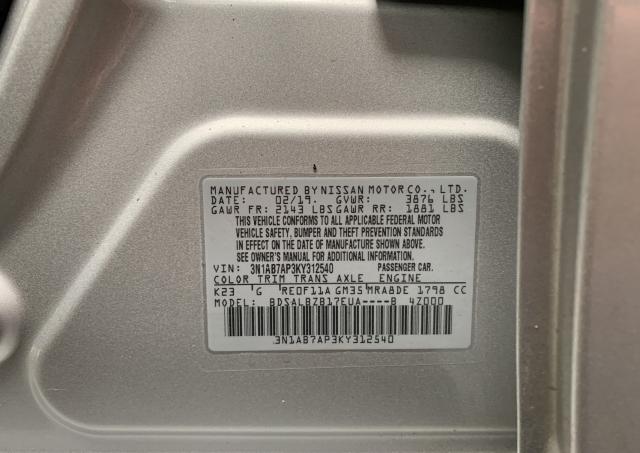 MANUFACTURED BY NISSAN MOTOR CO., LTD.
DATE: 02/19. GVWR: 3876 LBS
GAWR FR: 2143 LBS GAWR RR: 1881 LBS
THIS VEHICLE CONFORMS TO ALL APPLICABLE FEDERAL MOTOR
VEHICLE SAFETY, BUMPER AND THEFT PREVENTION STANDARDS
IN EFFECT ON THE DATE OF MANUFACTURE SHOWN ABOVE.
SEE OWNER'S MANUAL FOR ADDITIONAL INFORMATION.
VIN: 3N1AB7AP3KY312540 PASSENGER CAR.
COLOR TRIM TRANS AXLE ENGINE
K23 'G 'RE0F11A GM35 'MRA8DE 1798 CC
MODEL: BDSALBZB17EUA----B 4Z000
3N1AB7AP3KY312540